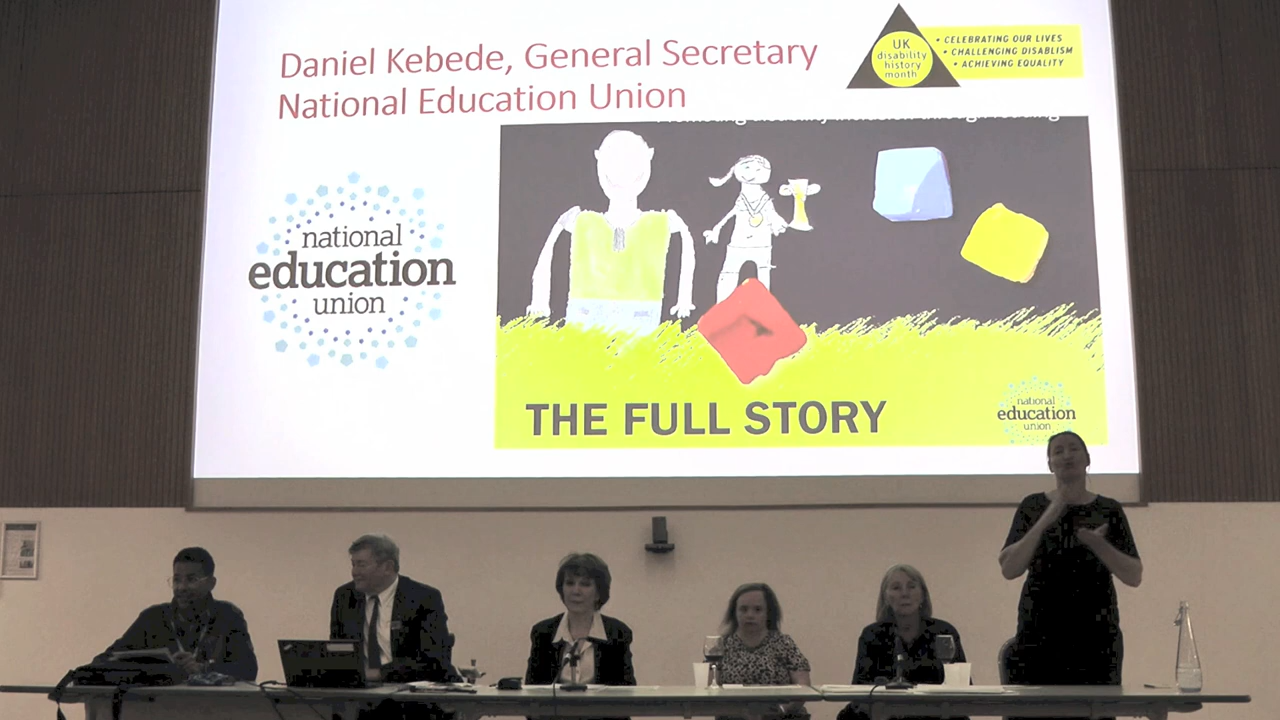 Daniel Kebede, General Secretary
National Education Union
UK
disability
history
month
• CELEBRATING OUR LIVES
• CHALLENGING DISABLISM
• ACHIEVING EQUALITY
national
education
union
THE FULL STORY
national
education
union